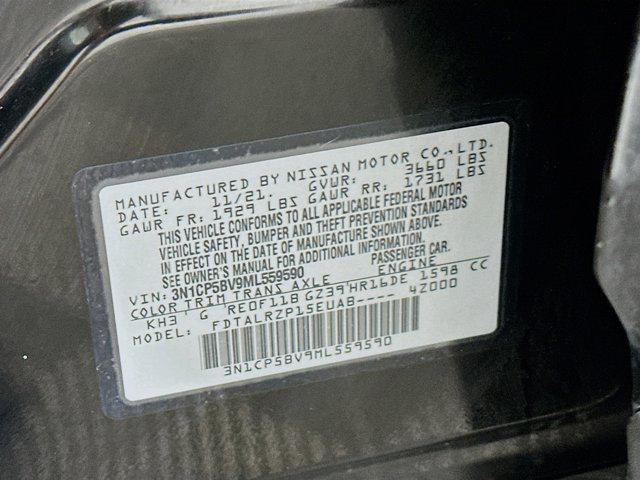 MANUFACTURED BY NISSAN MOTOR CO.,LTD.
DATE: 11/21. GVWR: 3660 LBS
GAWR FR: 1929 LBS GAWR RR: 1731 LBS
THIS VEHICLE CONFORMS TO ALL APPLICABLE FEDERAL MOTOR
VEHICLE SAFETY, BUMPER AND THEFT PREVENTION STANDARDS
IN EFFECT ON THE DATE OF MANUFACTURE SHOWN ABOVE.
SEE OWNER'S MANUAL FOR ADDITIONAL INFORMATION.
VIN: 3N1CP5BV9ML559590 PASSENGER CAR.
COLOR TRIM TRANS AXLE ENGINE
KH3 G RE0F11B GZ39 HR16DE 1598 CC
MODEL: FDTALRZP15EUAB---- 42000
3N1CP5BV9ML559590